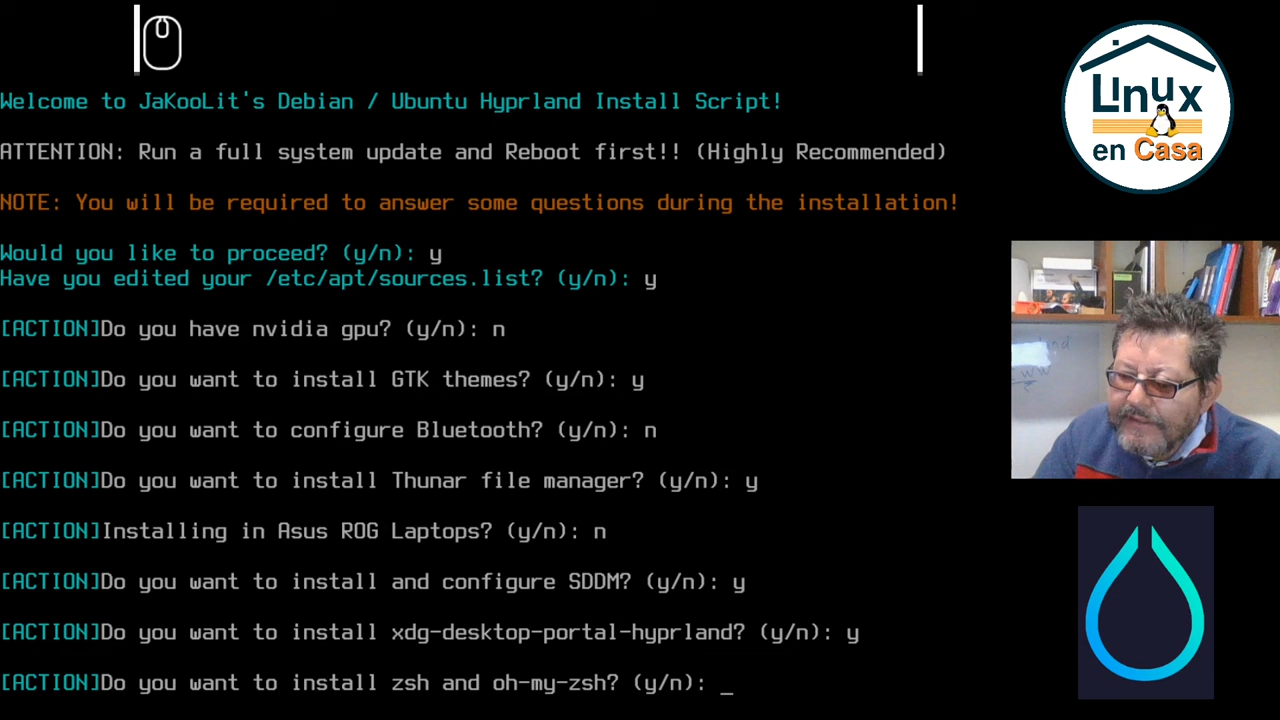 Welcome to JaKooLit's Debian / Ubuntu Hyprland Install Script!
ATTENTION: Run a full system update and Reboot first!! (Highly Recommended)
NOTE: You will be required to answer some questions during the installation!
Would you like to proceed? (y/n): y
Have you edited your /etc/apt/sources.list? (y/n): y
[ACTION]Do you have nvidia gpu? (y/n): n
[ACTION]Do you want to install GTK themes? (y/n): y
[ACTION]Do you want to configure Bluetooth? (y/n): n
[ACTION]Do you want to install Thunar file manager? (y/n): y
[ACTION]Installing in Asus ROG Laptops? (y/n): n
[ACTION]Do you want to install and configure SDDM? (y/n): y
[ACTION]Do you want to install xdg-desktop-portal-hyprland? (y/n): y
[ACTION]Do you want to install zsh and oh-my-zsh? (y/n): _
Linux
en Casa